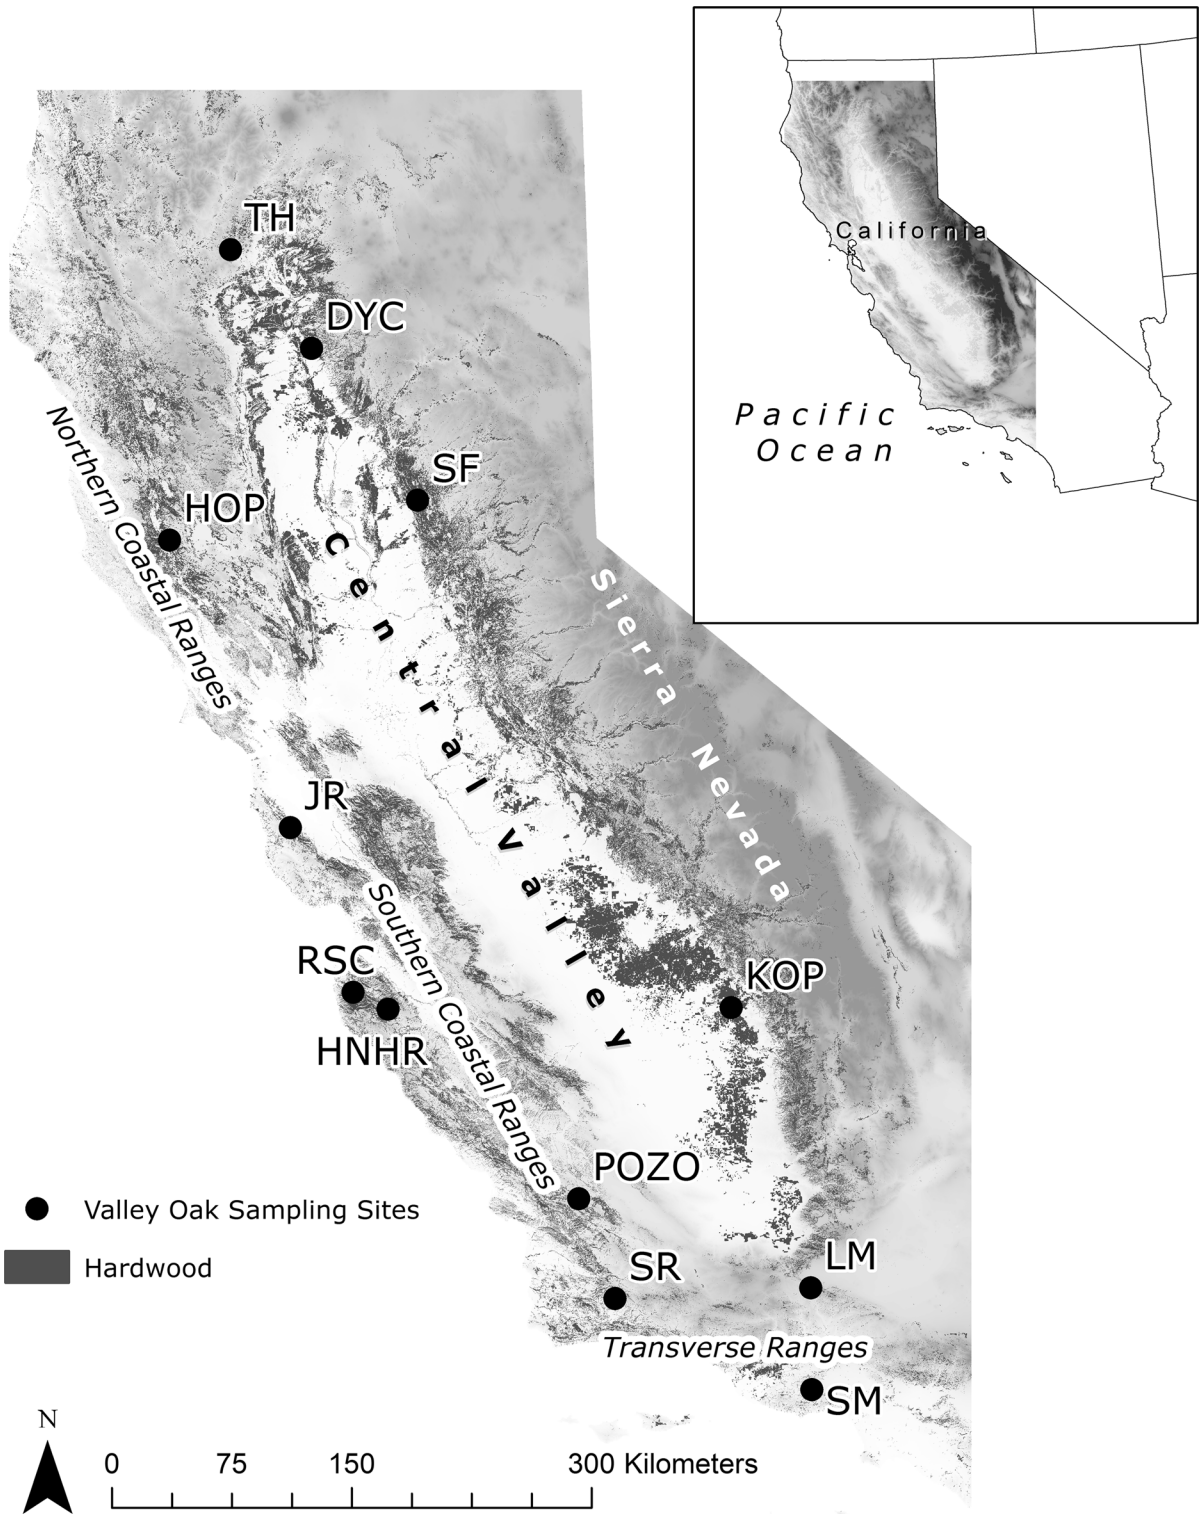 California
Pacific
Ocean
TH
DYC
SF
HOP
Northern Coastal Ranges
Central Valley
Sierra Nevada
JR
Southern Coastal Ranges
RSC
HNHR
KOP
POZO
Valley Oak Sampling Sites
Hardwood
SR
LM
Transverse Ranges
SM
N
0 75 150 300 Kilometers